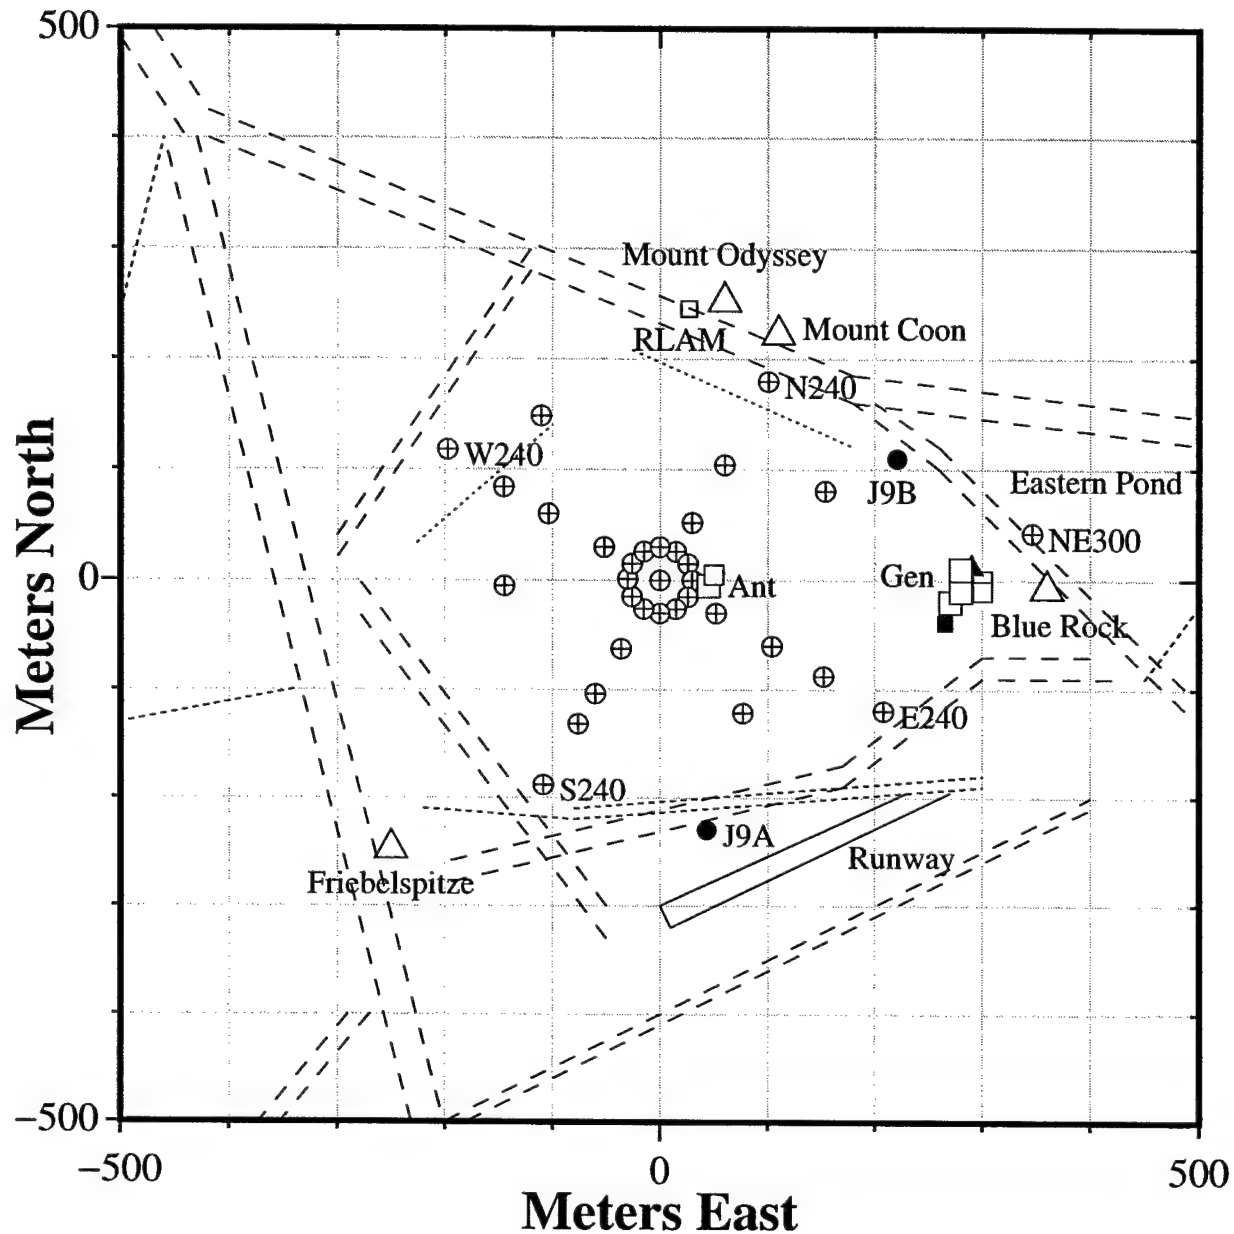 500
Mount Odyssey
Mount Coon
RLAM
N240
W240
J9B
Eastern Pond
NE300
Meters North
0
Gen
Ant
Blue Rock
E240
S240
J9A
Runway
Friebelspitze
−500
−500
0
500
Meters East